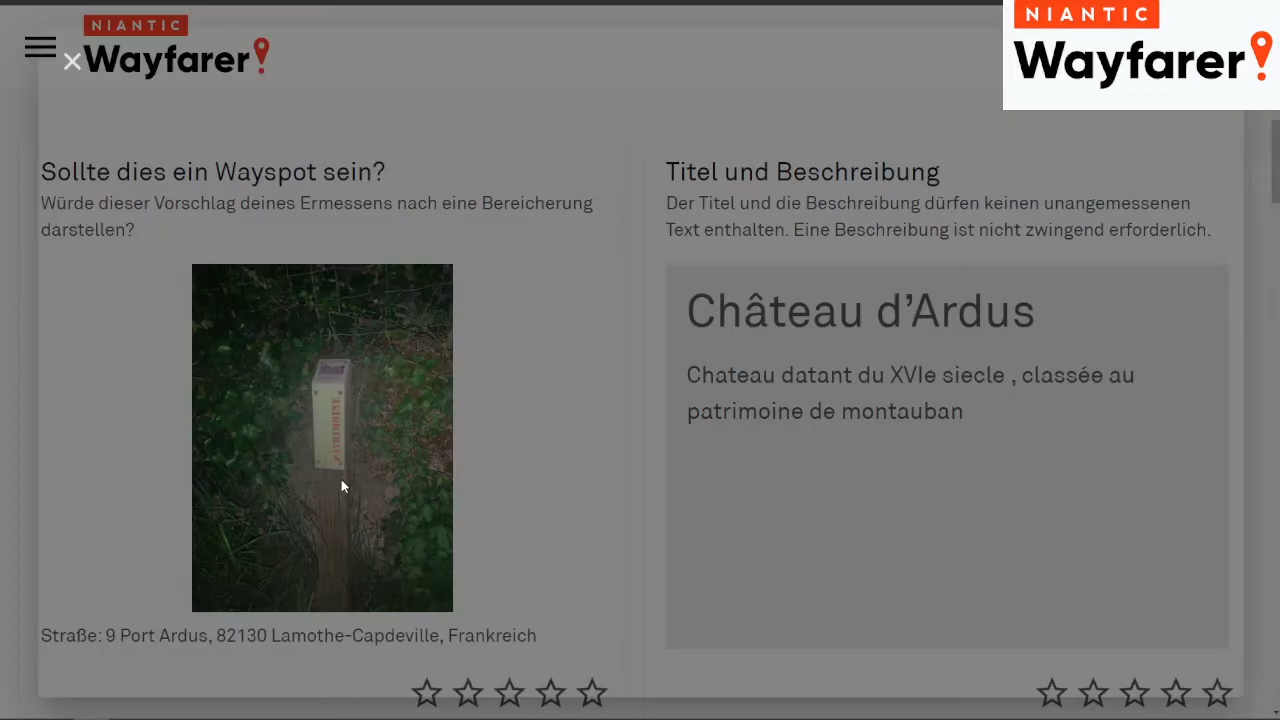 NIANTIC
Wayfarer
NIANTIC
Wayfarer
Sollte dies ein Wayspot sein?
Würde dieser Vorschlag deines Ermessens nach eine Bereicherung
darstellen?
PATRIMOINE
Straße: 9 Port Ardus, 82130 Lamothe-Capdeville, Frankreich
Titel und Beschreibung
Der Titel und die Beschreibung dürfen keinen unangemessenen
Text enthalten. Eine Beschreibung ist nicht zwingend erforderlich.
Château d’Ardus
Chateau datant du XVIe siecle , classée au
patrimoine de montauban